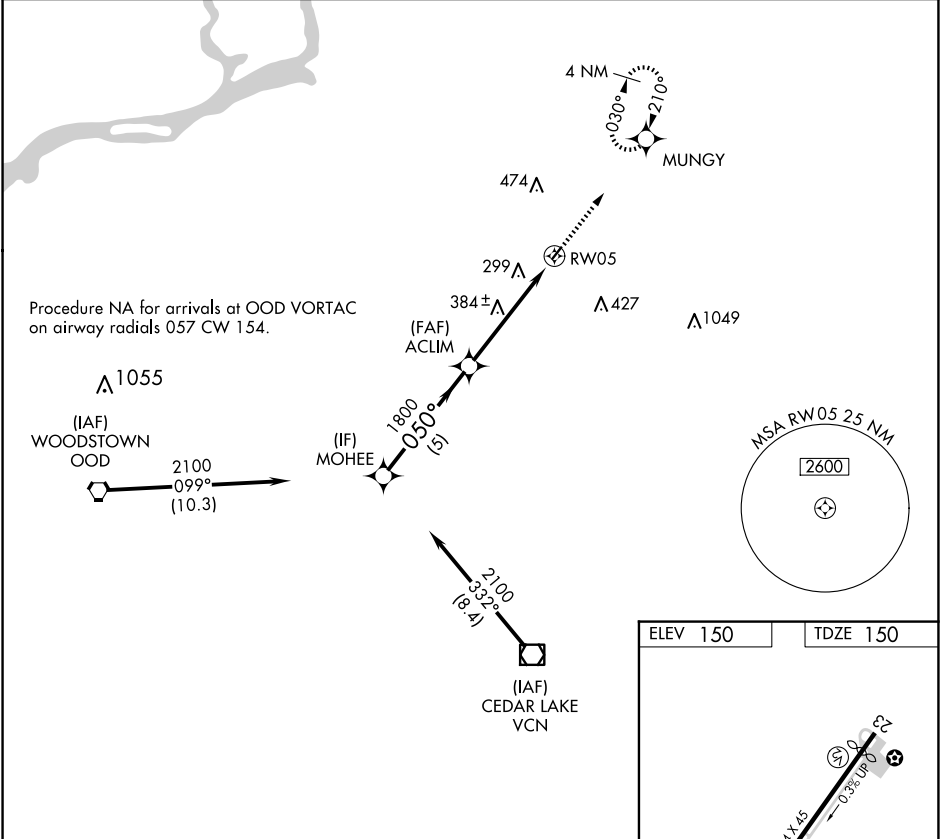 4 NM
030°
210°
MUNGY
474
RW05
299
384±
427
1049
Procedure NA for arrivals at OOD VORTAC
on airway radials 057 CW 154.
(FAF)
ACLIM
1055
(IAF)
WOODSTOWN
OOD
2100
099°
(10.3)
(IF)
MOHEE
1800
050°
(5)
MSA RW05 25 NM
2600
2100
332°
(8.4)
(IAF)
CEDAR LAKE
VCN
ELEV 150
TDZE 150
23
0.3% UP
X 45